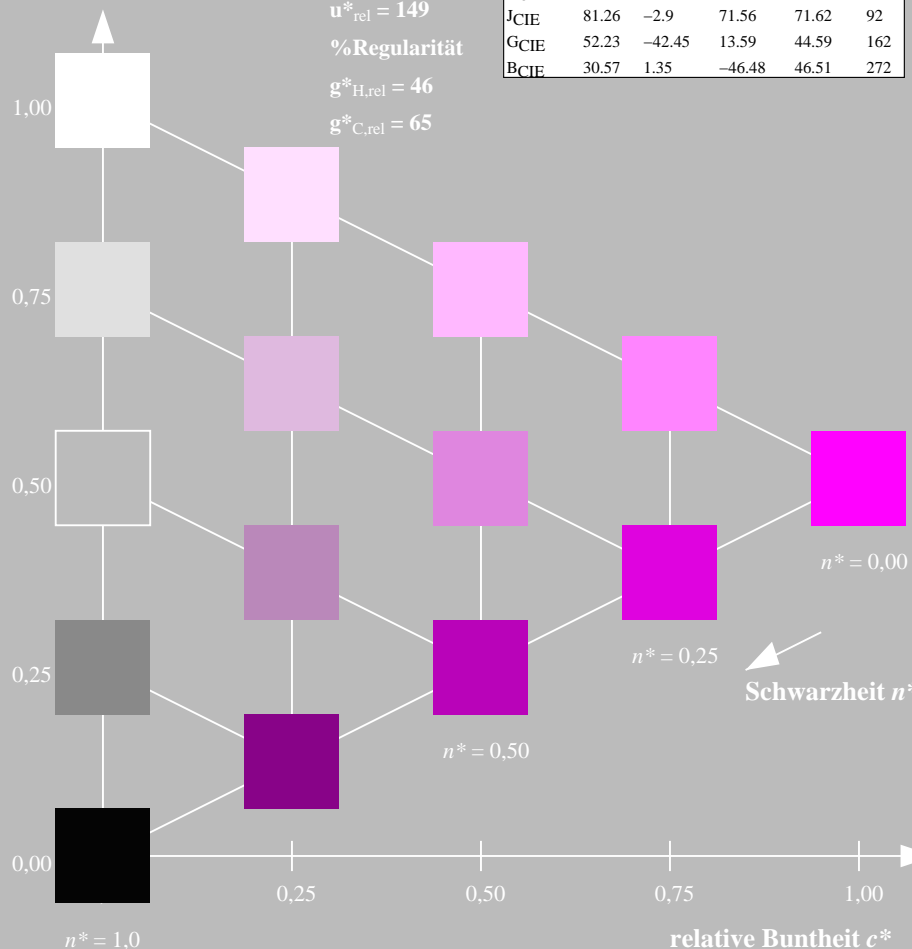 u*rel = 149
%Regularität
g*H,rel = 46
g*C,rel = 65
JCIE 81.26 −2.9 71.56 71.62 92
GCIE 52.23 −42.45 13.59 44.59 162
BCIE 30.57 1.35 −46.48 46.51 272
1,00
0,75
0,50
0,25
0,00
n* = 0,00
n* = 0,25
Schwarzheit n*
n* = 0,50
0,25 0,50 0,75 1,00
n* = 1,0
relative Buntheit c*